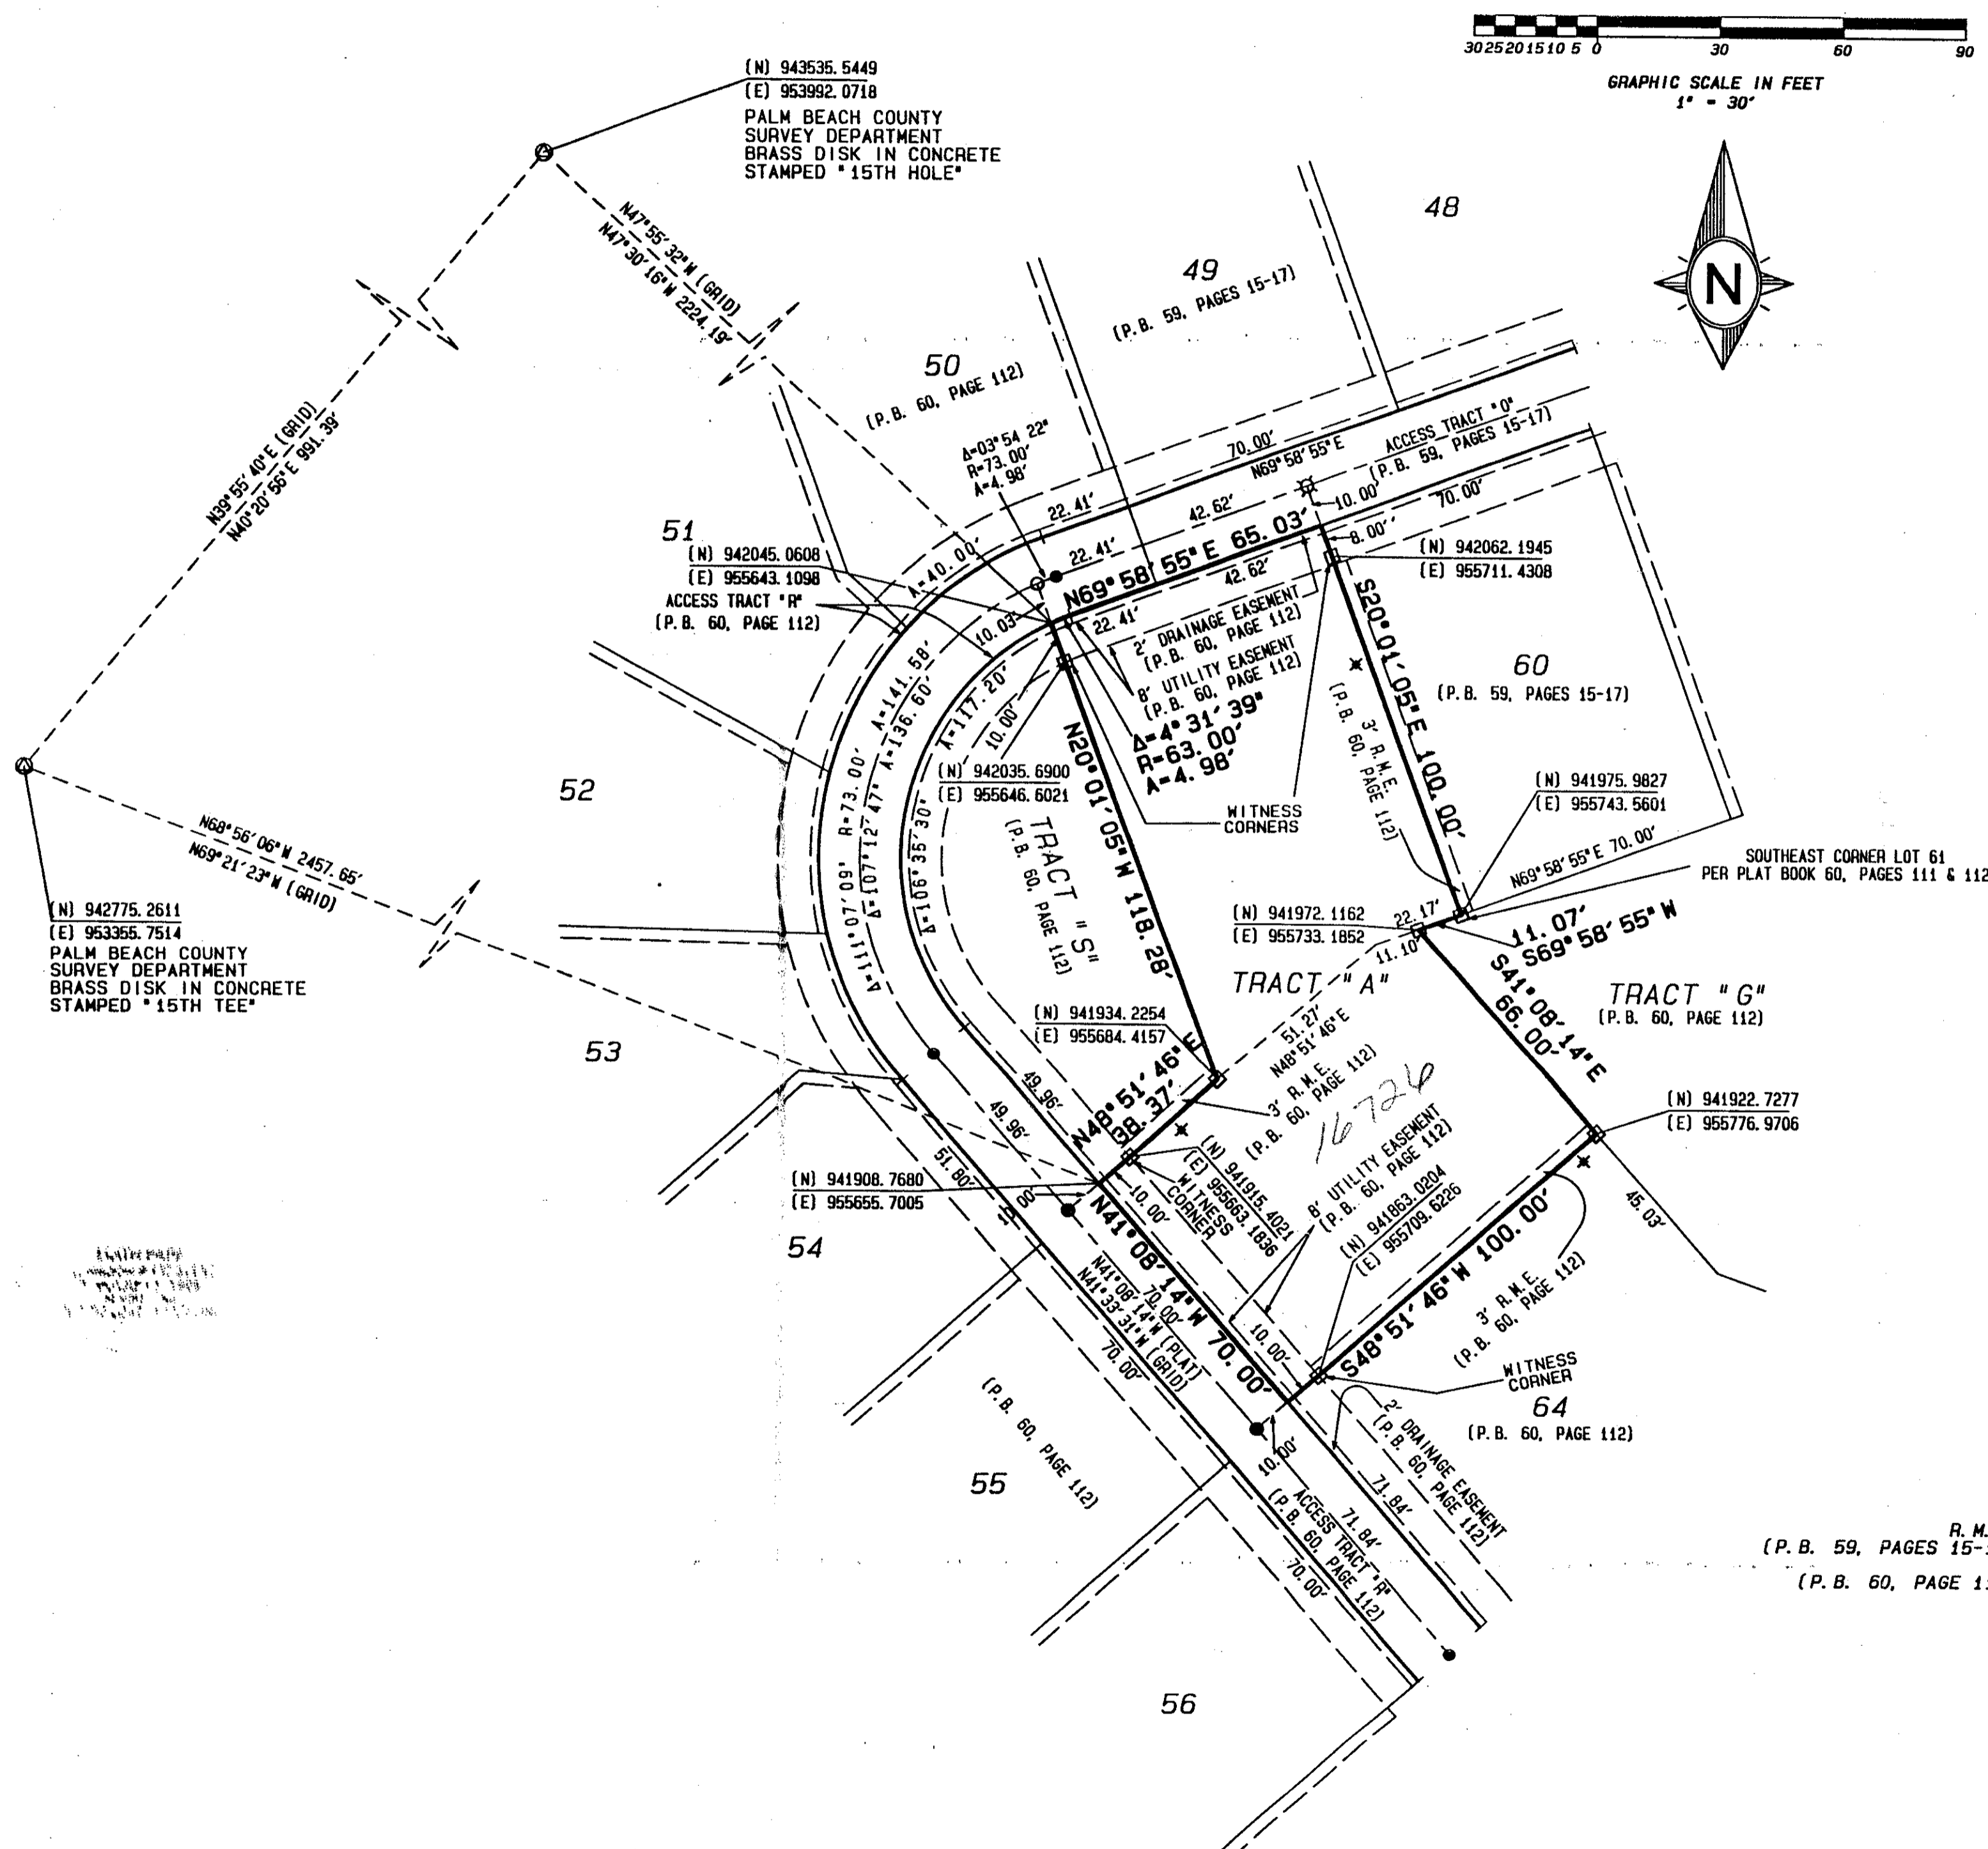 30 25 20 15 10 5 0 30 60 90
GRAPHIC SCALE IN FEET
1" = 30'
N
(N) 943535.5449
(E) 953992.0718
PALM BEACH COUNTY
SURVEY DEPARTMENT
BRASS DISK IN CONCRETE
STAMPED "15TH HOLE"
N47°55'32"W (GRID)
N47°30'16"W 2224.19'
N39°55'40"E (GRID)
N40°20'56"E 991.39'
48
49
(P.B. 59, PAGES 15-17)
50
(P.B. 60, PAGE 112)
Δ=03°54 22"
R=73.00'
A=4.98'
70.00'
N69°58'55"E
ACCESS TRACT "O"
(P.B. 59, PAGES 15-17)
22.41'
42.62'
10.00'
70.00'
51
(N) 942045.0608
(E) 955643.1098
ACCESS TRACT "R"
(P.B. 60, PAGE 112)
A=40.00'
22.41'
N69°58'55"E 65.03'
8.00'
(N) 942062.1945
(E) 955711.4308
42.62'
22.41'
10.03'
2' DRAINAGE EASEMENT
(P.B. 60, PAGE 112)
8' UTILITY EASEMENT
(P.B. 60, PAGE 112)
Δ=4°31'39"
R=63.00'
A=4.98'
S20°01'05"E 100.00'
3' R.M.E.
(P.B. 60, PAGE 112)
60
(P.B. 59, PAGES 15-17)
A=141.58'
A=136.60'
A=117.20'
10.00'
R=73.00'
Δ=111°07'09"
Δ=107°12'47"
Δ=106°35'30"
(N) 942035.6900
(E) 955646.6021
WITNESS
CORNERS
(N) 941975.9827
(E) 955743.5601
52
N68°56'06"W 2457.65'
N69°21'23"W (GRID)
TRACT "S"
(P.B. 60, PAGE 112)
N20°01'05"W 118.28'
N69°58'55"E 70.00'
SOUTHEAST CORNER LOT 61
PER PLAT BOOK 60, PAGES 111 & 112
(N) 942775.2611
(E) 953355.7514
PALM BEACH COUNTY
SURVEY DEPARTMENT
BRASS DISK IN CONCRETE
STAMPED "15TH TEE"
(N) 941972.1162
(E) 955733.1852
22.17'
11.10'
11.07'
S69°58'55"W
TRACT "A"
S41°08'14"E
66.00'
TRACT "G"
(P.B. 60, PAGE 112)
53
(N) 941934.2254
(E) 955684.4157
51.27'
N48°51'46"E
3' R.M.E.
(P.B. 60, PAGE 112)
16726
N48°51'46"E
38.37'
49.96'
49.96'
51.80'
(N) 941922.7277
(E) 955776.9706
8' UTILITY EASEMENT
(P.B. 60, PAGE 112)
(N) 941915.4021
(E) 955663.1836
WITNESS
CORNER
(N) 941908.7680
(E) 955655.7005
10.00'
(N) 941863.0204
(E) 955709.6226
45.03'
54
N41°08'14"W 70.00'
N41°08'14"W (PLAT)
N41°33'31"W (GRID)
70.00'
70.00'
10.00'
S48°51'46"W 100.00'
3' R.M.E.
(P.B. 60, PAGE 112)
WITNESS
CORNER
64
(P.B. 60, PAGE 112)
55
(P.B. 60, PAGE 112)
10.00'
2' DRAINAGE EASEMENT
(P.B. 60, PAGE 112)
71.84'
71.84'
ACCESS TRACT "R"
(P.B. 60, PAGE 112)
70.00'
56
R.M.
(P.B. 59, PAGES 15-
(P.B. 60, PAGE 1